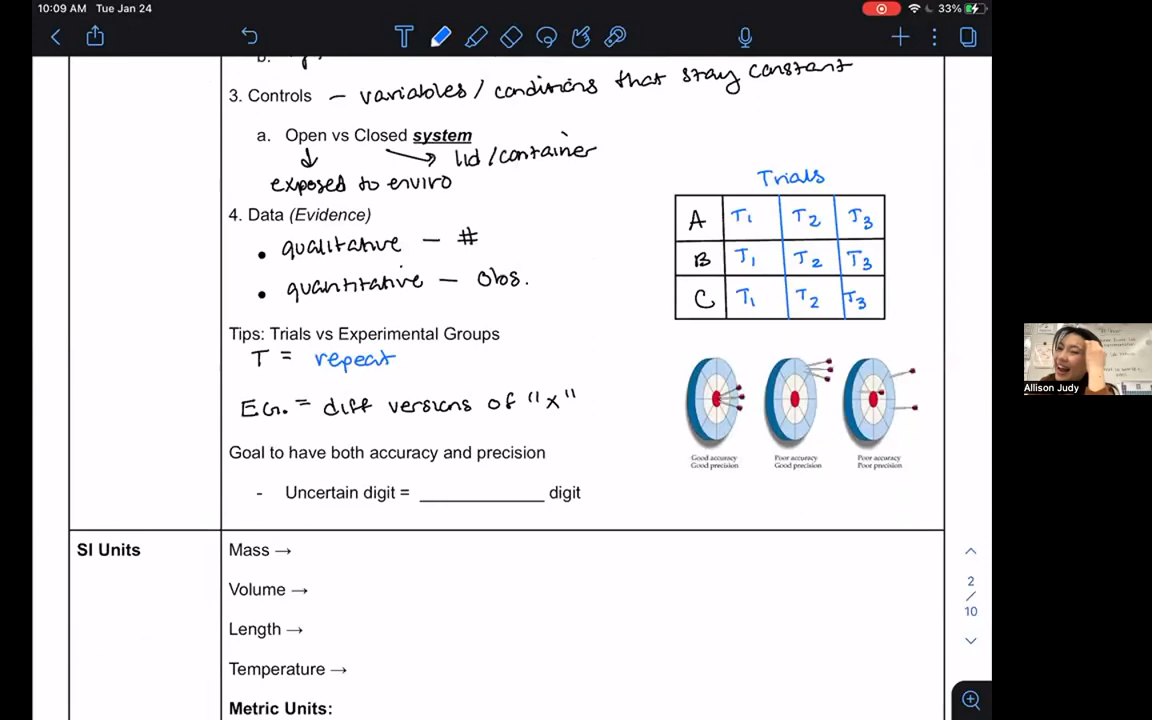 10:09 AM Tue Jan 24
33%
b.
3. Controls – variables / conditions that stay constant
a. Open vs Closed system
lid / container
exposed to enviro
4. Data (Evidence)
• qualitative – #
• quantitative – obs.
Trials
A T1 T2 T3
B T1 T2 T3
C T1 T2 T3
Tips: Trials vs Experimental Groups
T = repeat
E.G. = diff versions of "x"
Good accuracy
Good precision
Poor accuracy
Good precision
Poor accuracy
Poor precision
Goal to have both accuracy and precision
- Uncertain digit = ____________ digit
SI Units
Mass →
Volume →
Length →
Temperature →
Metric Units:
2
/
10
Allison Judy